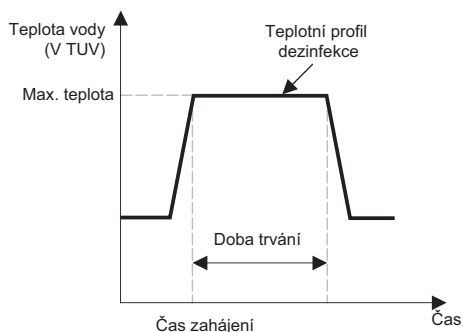 Teplota vody
(V TUV)
Teplotní profil
dezinfekce
Max. teplota
Doba trvání
Čas
Čas zahájení